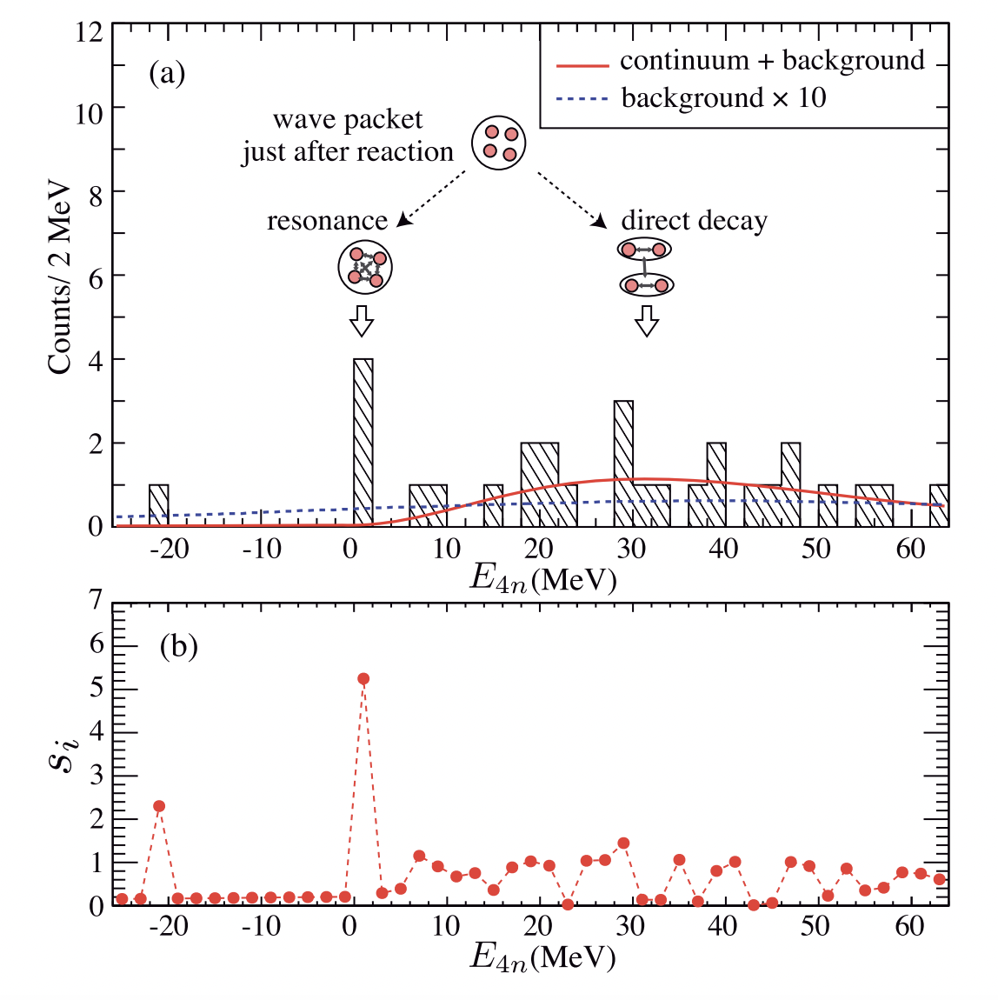 12
(a)
continuum + background
background × 10
10
wave packet
just after reaction
8
resonance
direct decay
6
4
2
0
Counts/ 2 MeV
-20 -10 0 10 20 30 40 50 60
E4n(MeV)
7
(b)
6
5
4
3
2
1
0
si
-20 -10 0 10 20 30 40 50 60
E4n(MeV)